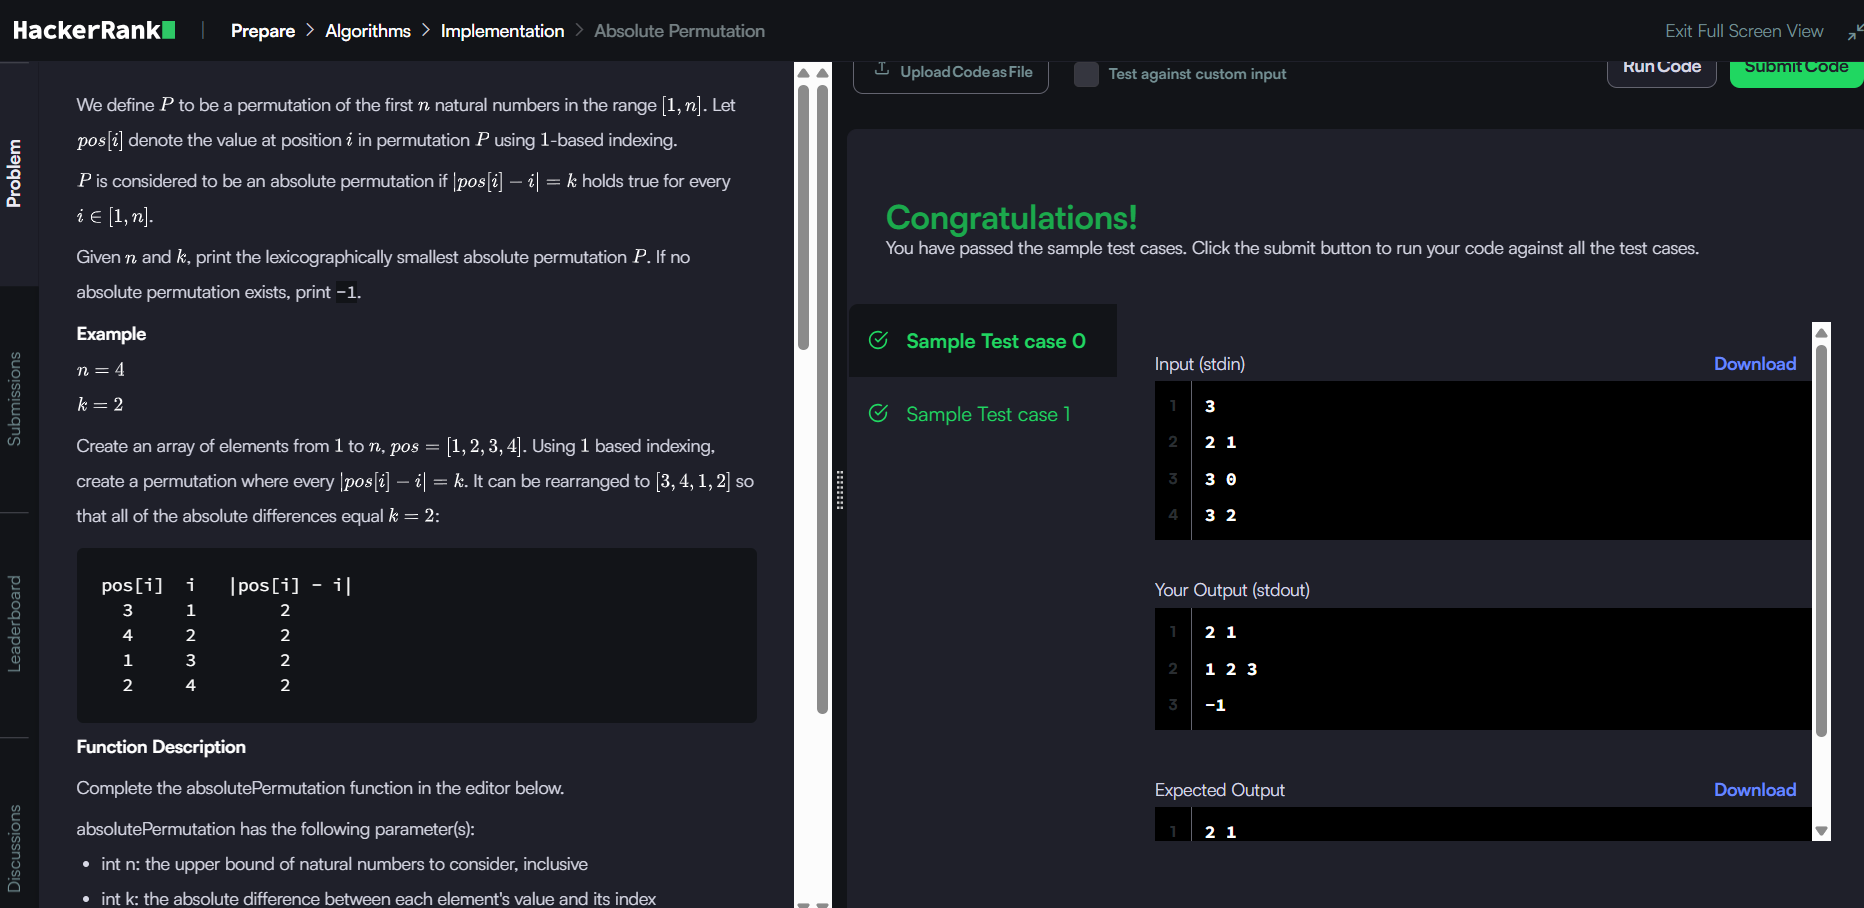 HackerRank
Prepare > Algorithms > Implementation > Absolute Permutation
Exit Full Screen View
Problem
Submissions
Leaderboard
Discussions
We define P to be a permutation of the first n natural numbers in the range [1, n]. Let
pos[i] denote the value at position i in permutation P using 1-based indexing.
P is considered to be an absolute permutation if |pos[i] − i| = k holds true for every
i ∈ [1, n].
Given n and k, print the lexicographically smallest absolute permutation P. If no
absolute permutation exists, print -1.
Example
n = 4
k = 2
Create an array of elements from 1 to n, pos = [1, 2, 3, 4]. Using 1 based indexing,
create a permutation where every |pos[i] − i| = k. It can be rearranged to [3, 4, 1, 2] so
that all of the absolute differences equal k = 2:
pos[i] i |pos[i] - i|
3 1 2
4 2 2
1 3 2
2 4 2
Function Description
Complete the absolutePermutation function in the editor below.
absolutePermutation has the following parameter(s):
• int n: the upper bound of natural numbers to consider, inclusive
• int k: the absolute difference between each element's value and its index
Upload Code as File
Test against custom input
Run Code
Submit Code
Congratulations!
You have passed the sample test cases. Click the submit button to run your code against all the test cases.
Sample Test case 0
Sample Test case 1
Input (stdin)
Download
1 3
2 2 1
3 3 0
4 3 2
Your Output (stdout)
1 2 1
2 1 2 3
3 -1
Expected Output
Download
1 2 1